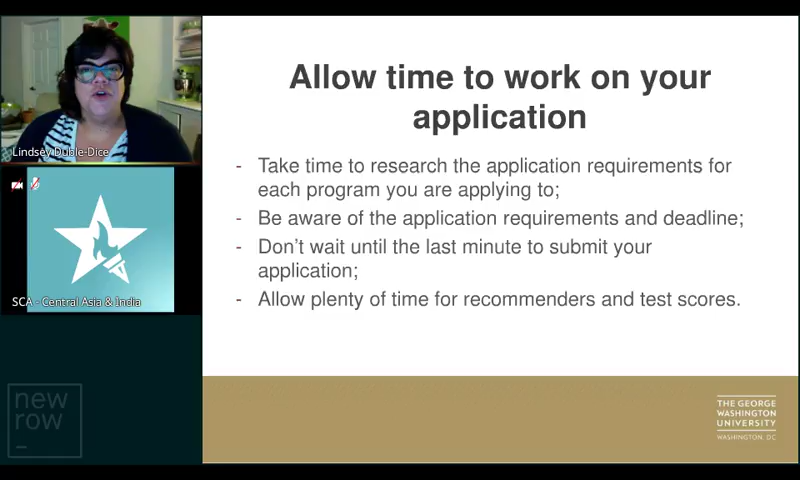 Lindsey Duble-Dice
SCA - Central Asia & India
new
row
Allow time to work on your
application
- Take time to research the application requirements for
each program you are applying to;
- Be aware of the application requirements and deadline;
- Don't wait until the last minute to submit your
application;
- Allow plenty of time for recommenders and test scores.
THE GEORGE
WASHINGTON
UNIVERSITY
WASHINGTON, DC